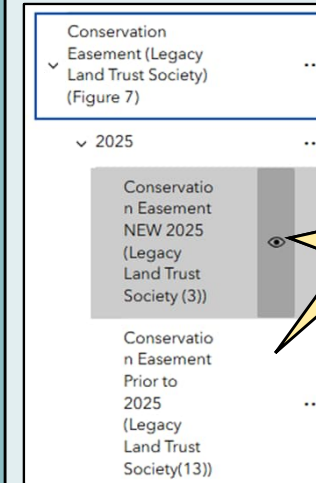 Conservation
Easement (Legacy
Land Trust Society)
(Figure 7)
2025
Conservatio
n Easement
NEW 2025
(Legacy
Land Trust
Society (3))
Conservatio
n Easement
Prior to
2025
(Legacy
Land Trust
Society(13))